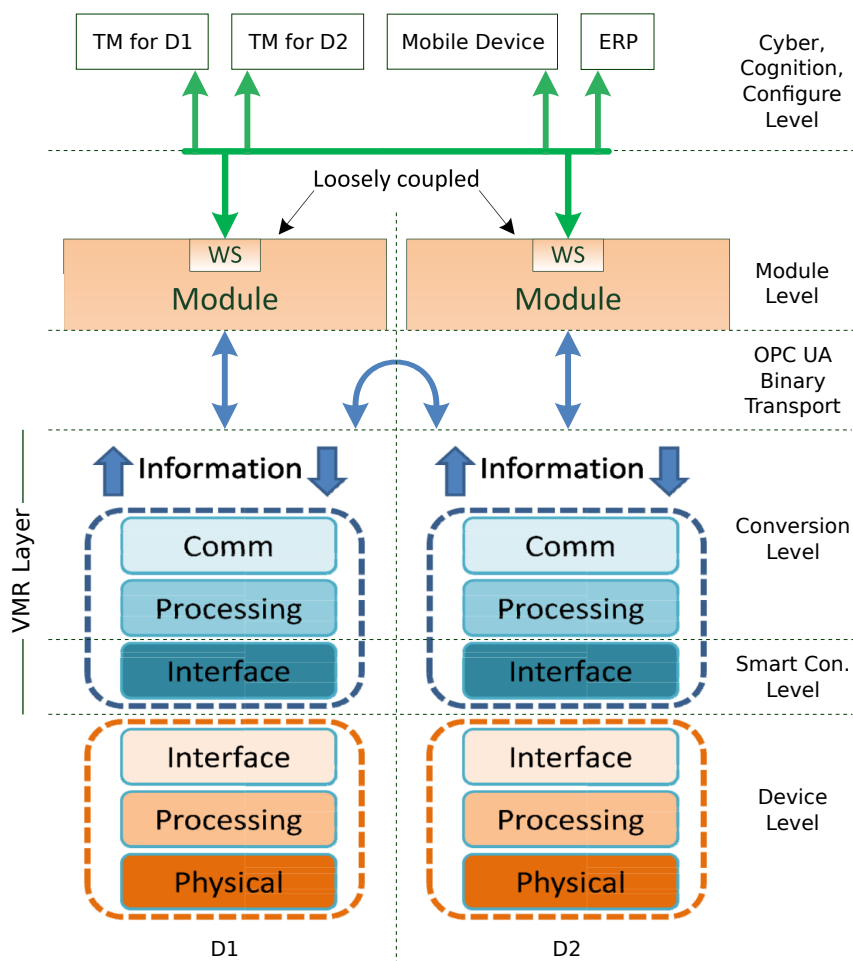 TM for D1
TM for D2
Mobile Device
ERP
Cyber,
Cognition,
Configure
Level
Loosely coupled
WS
Module
WS
Module
Module
Level
OPC UA
Binary
Transport
VMR Layer
Information
Information
Comm
Comm
Conversion
Level
Processing
Processing
Interface
Interface
Smart Con.
Level
Interface
Interface
Processing
Processing
Device
Level
Physical
Physical
D1
D2